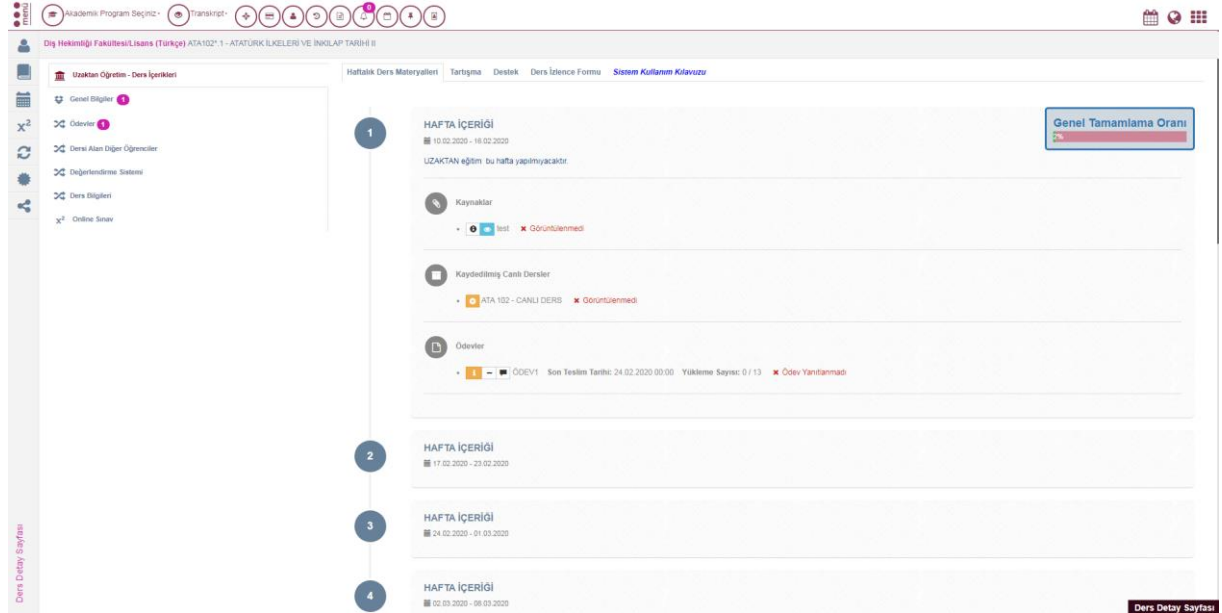 menü
Akademik Program Seçiniz
Transkript
0
Diş Hekimliği Fakültesi/Lisans (Türkçe) ATA102*.1 - ATATÜRK İLKELERİ VE İNKILAP TARİHİ II
Uzaktan Öğretim - Ders İçerikleri
Genel Bilgiler 1
Ödevler 1
Dersi Alan Diğer Öğrenciler
Değerlendirme Sistemi
Ders Bilgileri
x² Online Sınav
x²
Haftalık Ders Materyalleri Tartışma Destek Ders İzlence Formu Sistem Kullanım Kılavuzu
1
HAFTA İÇERİĞİ
10.02.2020 - 16.02.2020
UZAKTAN eğitim bu hafta yapılmıyacaktır.
Genel Tamamlama Oranı
Kaynaklar
test ✖ Görüntülenmedi
Kaydedilmiş Canlı Dersler
ATA 102 - CANLI DERS ✖ Görüntülenmedi
Ödevler
ÖDEV1 Son Teslim Tarihi: 24.02.2020 00:00 Yükleme Sayısı: 0 / 13 ✖ Ödev Yanıtlanmadı
2
HAFTA İÇERİĞİ
17.02.2020 - 23.02.2020
3
HAFTA İÇERİĞİ
24.02.2020 - 01.03.2020
4
HAFTA İÇERİĞİ
02.03.2020 - 08.03.2020
Ders Detay Sayfası
Ders Detay Sayfası